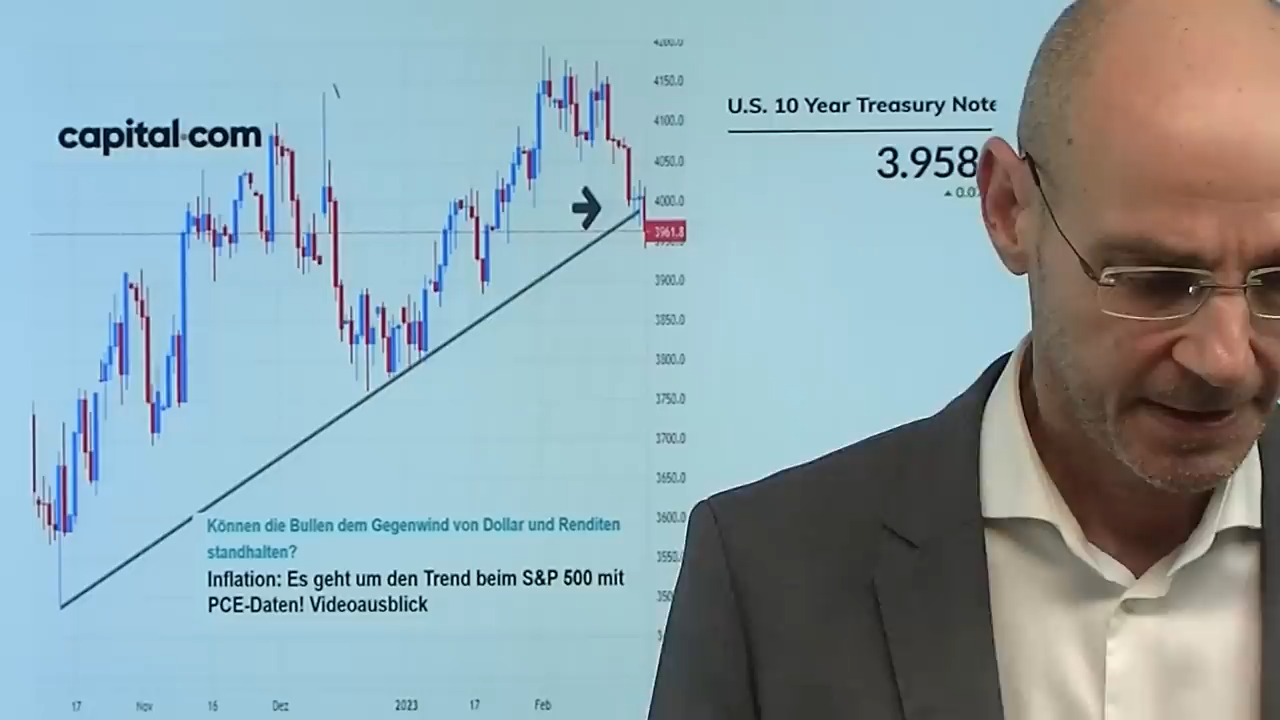 capital.com
4200.0
4150.0
4100.0
4050.0
4000.0
3961.8
3900.0
3850.0
3800.0
3750.0
3700.0
3650.0
3600.0
17
Nov
16
Dez
2023
17
Feb
U.S. 10 Year Treasury Note
3.958
Können die Bullen dem Gegenwind von Dollar und Renditen
standhalten?
Inflation: Es geht um den Trend beim S&P 500 mit
PCE-Daten! Videoausblick